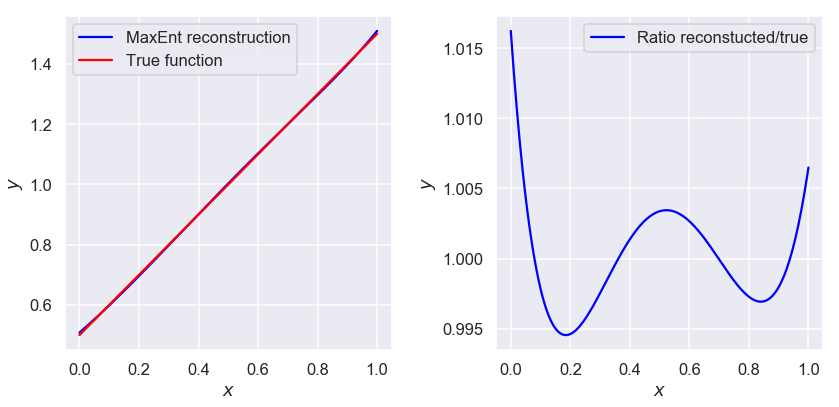 MaxEnt reconstruction
True function
y
1.4
1.2
1.0
0.8
0.6
0.0 0.2 0.4 0.6 0.8 1.0
x
Ratio reconstucted/true
y
1.015
1.010
1.005
1.000
0.995
0.0 0.2 0.4 0.6 0.8 1.0
x